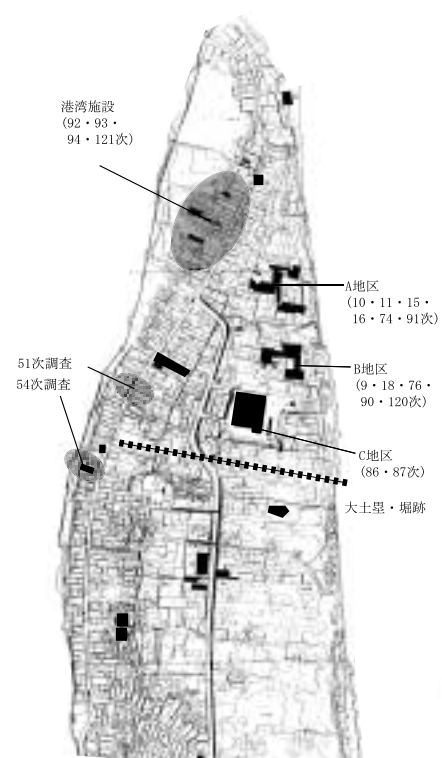 港湾施設
(92・93・
94・121次)
A地区
(10・11・15・
16・74・91次)
51次調査
54次調査
B地区
(9・18・76・
90・120次)
C地区
(86・87次)
大土塁・堀跡